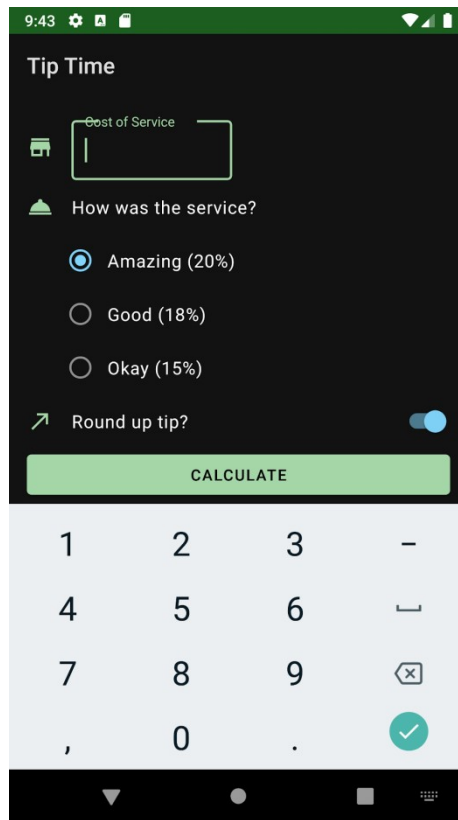 9:43 A
Tip Time
Cost of Service
How was the service?
Amazing (20%)
Good (18%)
Okay (15%)
Round up tip?
CALCULATE
1 2 3 -
4 5 6
7 8 9
, 0 .